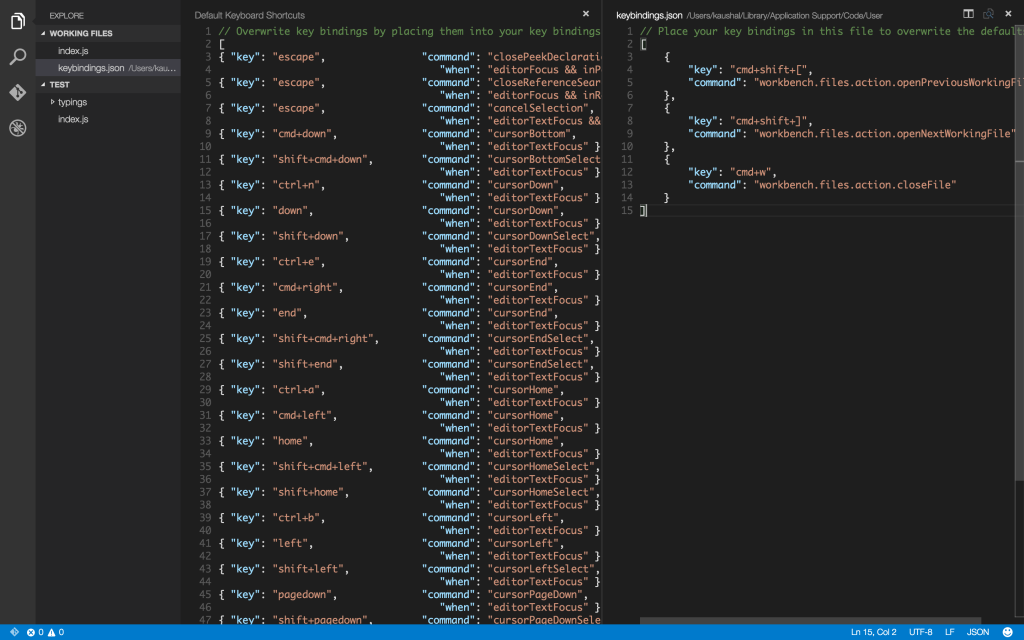 EXPLORE
WORKING FILES
index.js
keybindings.json /Users/kau...
TEST
typings
index.js
Default Keyboard Shortcuts
1 // Overwrite key bindings by placing them into your key bindings
2 [
3 { "key": "escape", "command": "closePeekDeclarati
4 "when": "editorFocus && inP
5 { "key": "escape", "command": "closeReferenceSear
6 "when": "editorFocus && inR
7 { "key": "escape", "command": "cancelSelection",
8 "when": "editorTextFocus &&
9 { "key": "cmd+down", "command": "cursorBottom",
10 "when": "editorTextFocus" }
11 { "key": "shift+cmd+down", "command": "cursorBottomSelect
12 "when": "editorTextFocus" }
13 { "key": "ctrl+n", "command": "cursorDown",
14 "when": "editorTextFocus" }
15 { "key": "down", "command": "cursorDown",
16 "when": "editorTextFocus" }
17 { "key": "shift+down", "command": "cursorDownSelect",
18 "when": "editorTextFocus" }
19 { "key": "ctrl+e", "command": "cursorEnd",
20 "when": "editorTextFocus" }
21 { "key": "cmd+right", "command": "cursorEnd",
22 "when": "editorTextFocus" }
23 { "key": "end", "command": "cursorEnd",
24 "when": "editorTextFocus" }
25 { "key": "shift+cmd+right", "command": "cursorEndSelect",
26 "when": "editorTextFocus" }
27 { "key": "shift+end", "command": "cursorEndSelect",
28 "when": "editorTextFocus" }
29 { "key": "ctrl+a", "command": "cursorHome",
30 "when": "editorTextFocus" }
31 { "key": "cmd+left", "command": "cursorHome",
32 "when": "editorTextFocus" }
33 { "key": "home", "command": "cursorHome",
34 "when": "editorTextFocus" }
35 { "key": "shift+cmd+left", "command": "cursorHomeSelect",
36 "when": "editorTextFocus" }
37 { "key": "shift+home", "command": "cursorHomeSelect",
38 "when": "editorTextFocus" }
39 { "key": "ctrl+b", "command": "cursorLeft",
40 "when": "editorTextFocus" }
41 { "key": "left", "command": "cursorLeft",
42 "when": "editorTextFocus" }
43 { "key": "shift+left", "command": "cursorLeftSelect",
44 "when": "editorTextFocus" }
45 { "key": "pagedown", "command": "cursorPageDown",
46 "when": "editorTextFocus" }
47 { "key": "shift+pagedown", "command": "cursorPageDownSele
keybindings.json /Users/kaushal/Library/Application Support/Code/User
1 // Place your key bindings in this file to overwrite the default
2 [
3 {
4 "key": "cmd+shift+[",
5 "command": "workbench.files.action.openPreviousWorkingFi
6 },
7 {
8 "key": "cmd+shift+]",
9 "command": "workbench.files.action.openNextWorkingFile"
10 },
11 {
12 "key": "cmd+w",
13 "command": "workbench.files.action.closeFile"
14 }
15 ]
0 0
Ln 15, Col 2 UTF-8 LF JSON